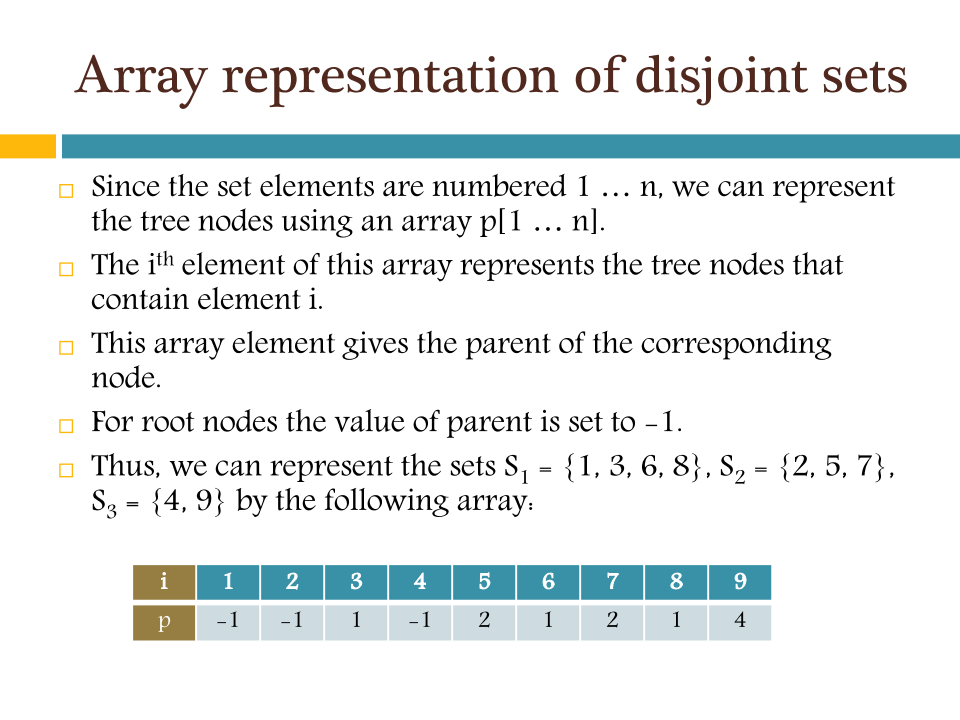 Array representation of disjoint sets
Since the set elements are numbered 1 … n, we can represent
the tree nodes using an array p[1 … n].
The ith element of this array represents the tree nodes that
contain element i.
This array element gives the parent of the corresponding
node.
For root nodes the value of parent is set to -1.
Thus, we can represent the sets S1 = {1, 3, 6, 8}, S2 = {2, 5, 7},
S3 = {4, 9} by the following array:
i 1 2 3 4 5 6 7 8 9
p -1 -1 1 -1 2 1 2 1 4